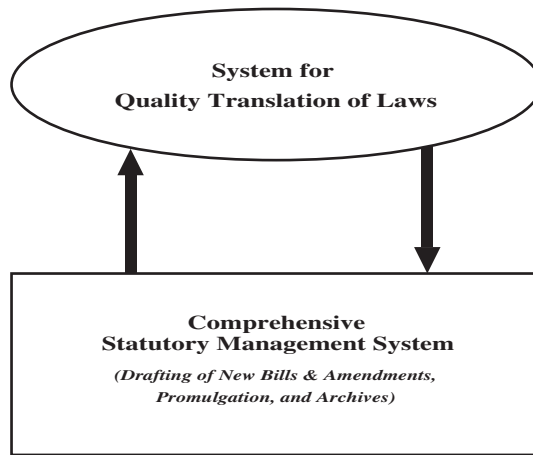 System for
Quality Translation of Laws
Comprehensive
Statutory Management System
(Drafting of New Bills & Amendments,
Promulgation, and Archives)